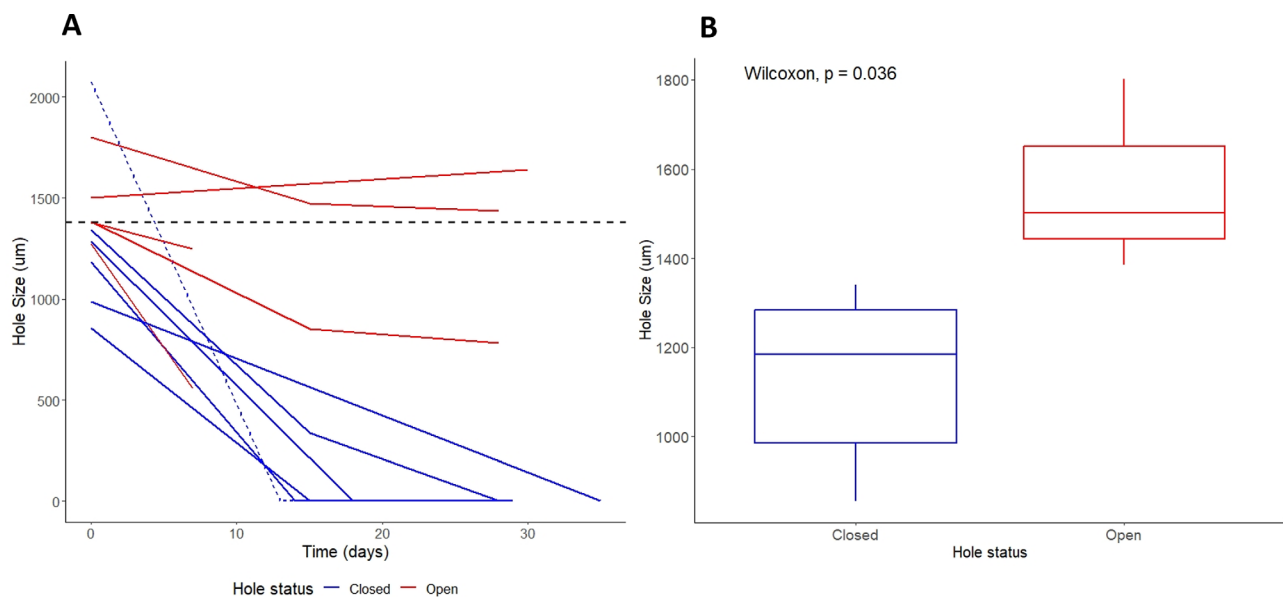 A
Hole Size (um)
2000
1500
1000
500
0
0 10 20 30
Time (days)
Hole status Closed Open
B
Wilcoxon, p = 0.036
Hole Size (um)
1800
1600
1400
1200
1000
Closed Open
Hole status